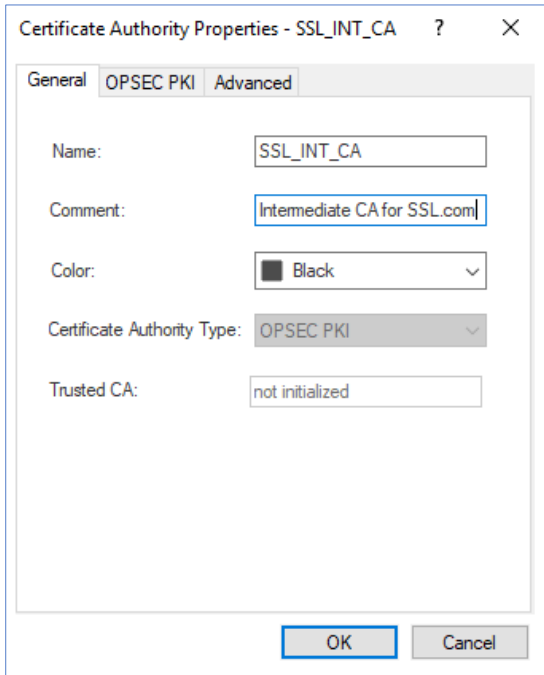 Certificate Authority Properties - SSL_INT_CA ? ×
General OPSEC PKI Advanced
Name: SSL_INT_CA
Comment: Intermediate CA for SSL.com
Color: Black
Certificate Authority Type: OPSEC PKI
Trusted CA: not initialized
OK Cancel